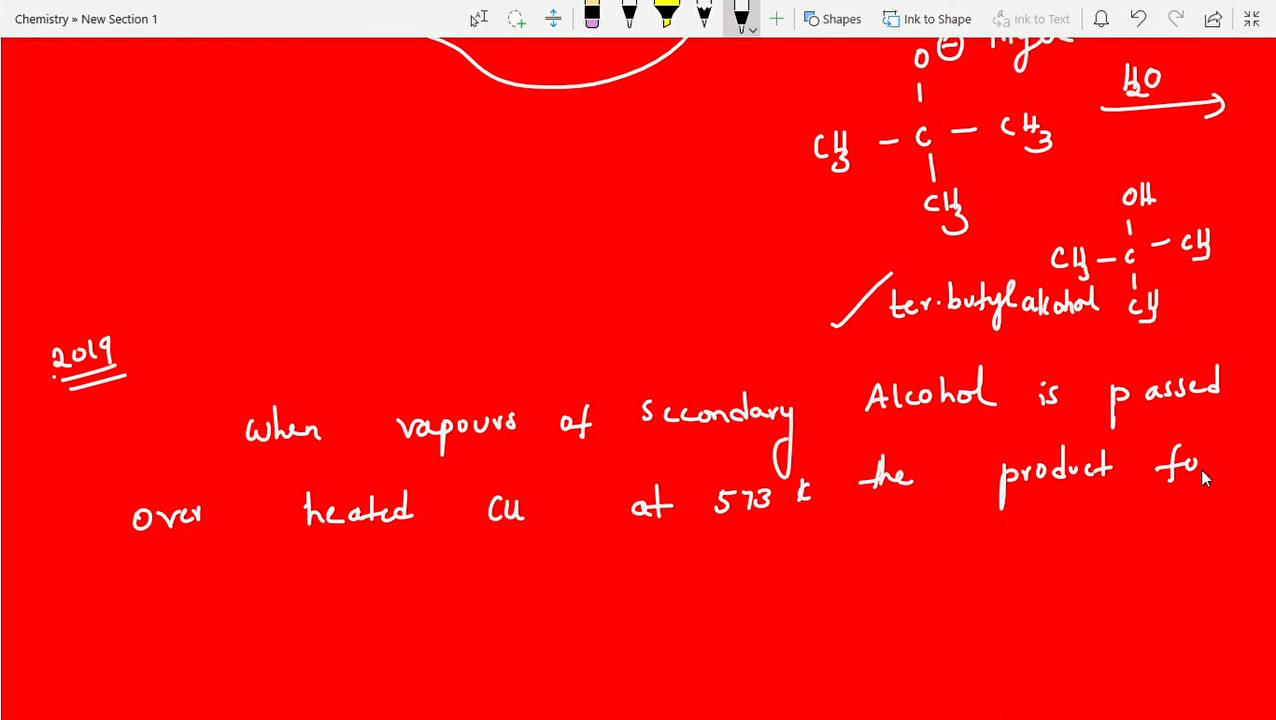 Chemistry » New Section 1
Shapes
Ink to Shape
Ink to Text
O ⊖
H2O
CH3 - C - CH3
CH3
OH
CH3 - C - CH3
CH3
ter.butylalcohol
2019
When vapours of secondary Alcohol is passed
over heated Cu at 573 K the product fo